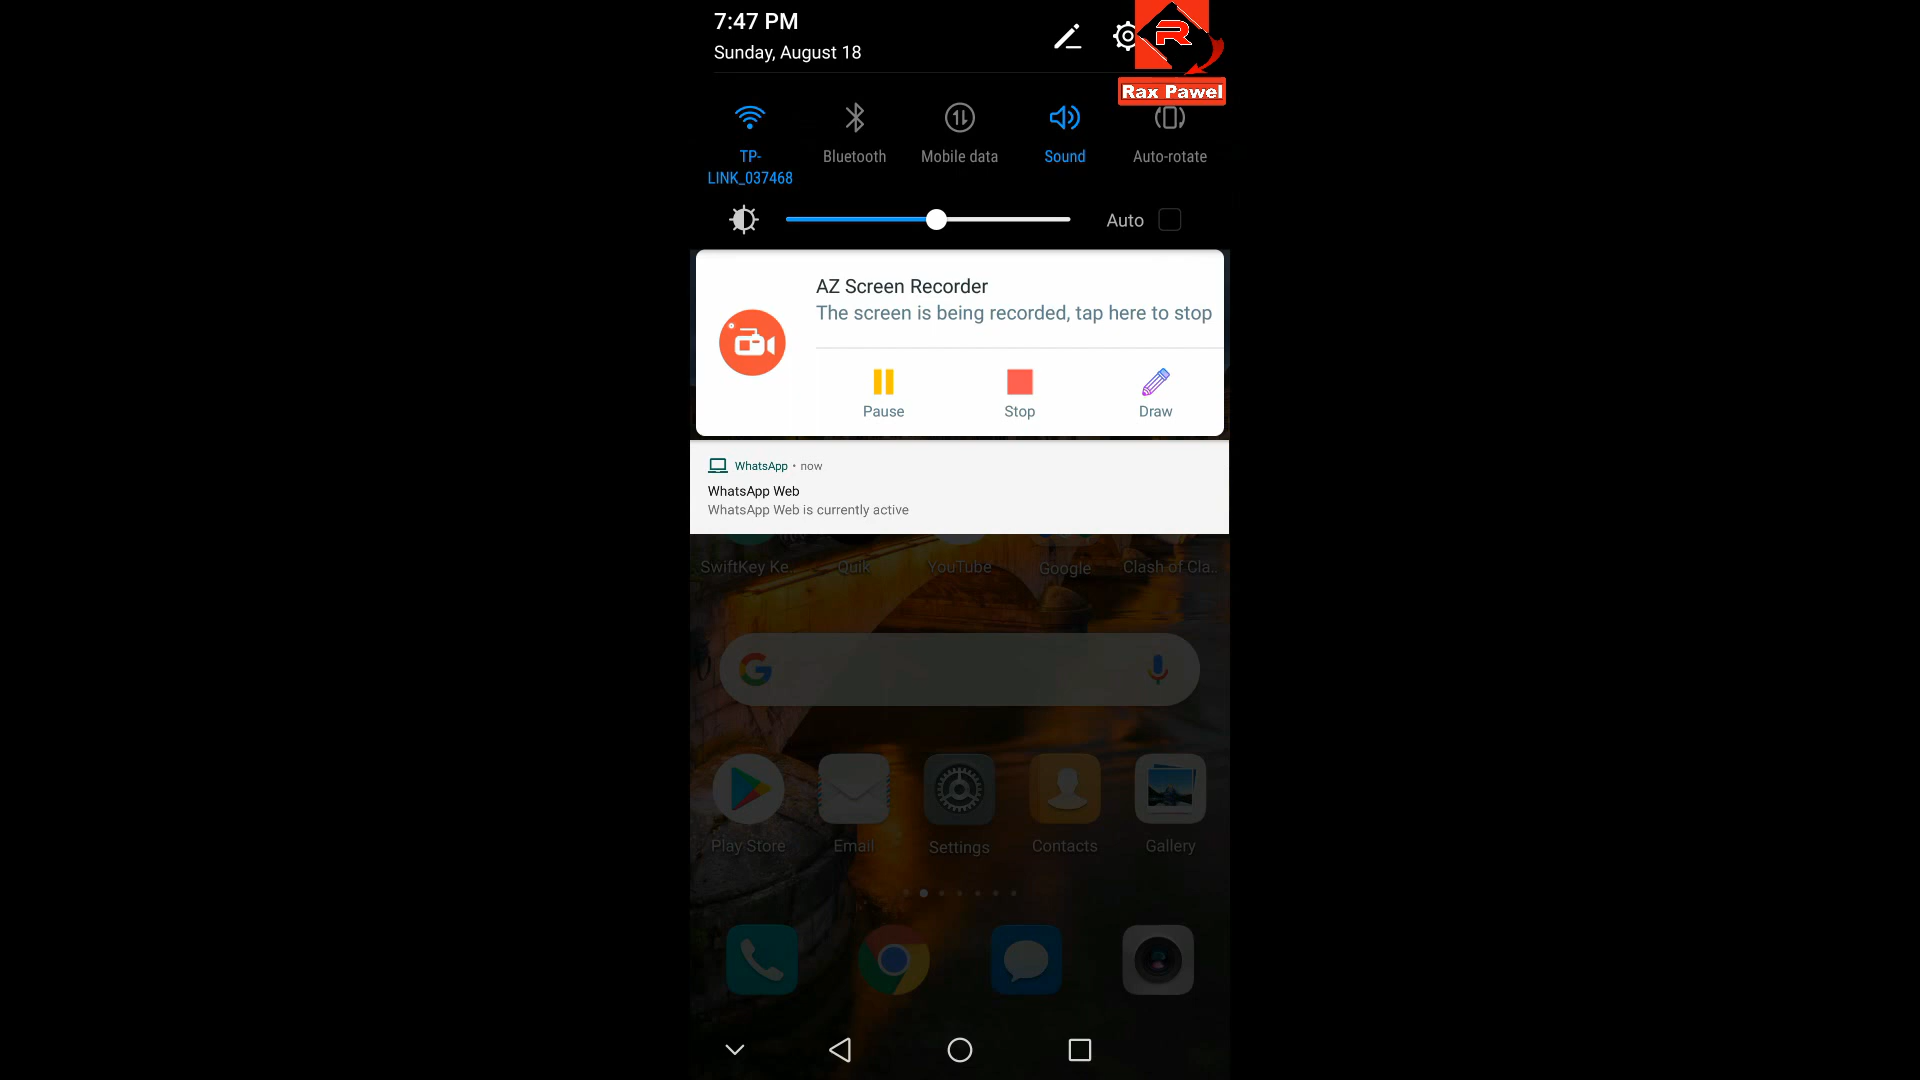 7:47 PM
Sunday, August 18
R
Rax Pawel
TP-
LINK_037468
Bluetooth
Mobile data
Sound
Auto-rotate
Auto
AZ Screen Recorder
The screen is being recorded, tap here to stop
Pause
Stop
Draw
WhatsApp • now
WhatsApp Web
WhatsApp Web is currently active
SwiftKey Ke..
Quik
YouTube
Google
Clash of Cla..
G
Play Store
Email
Settings
Contacts
Gallery